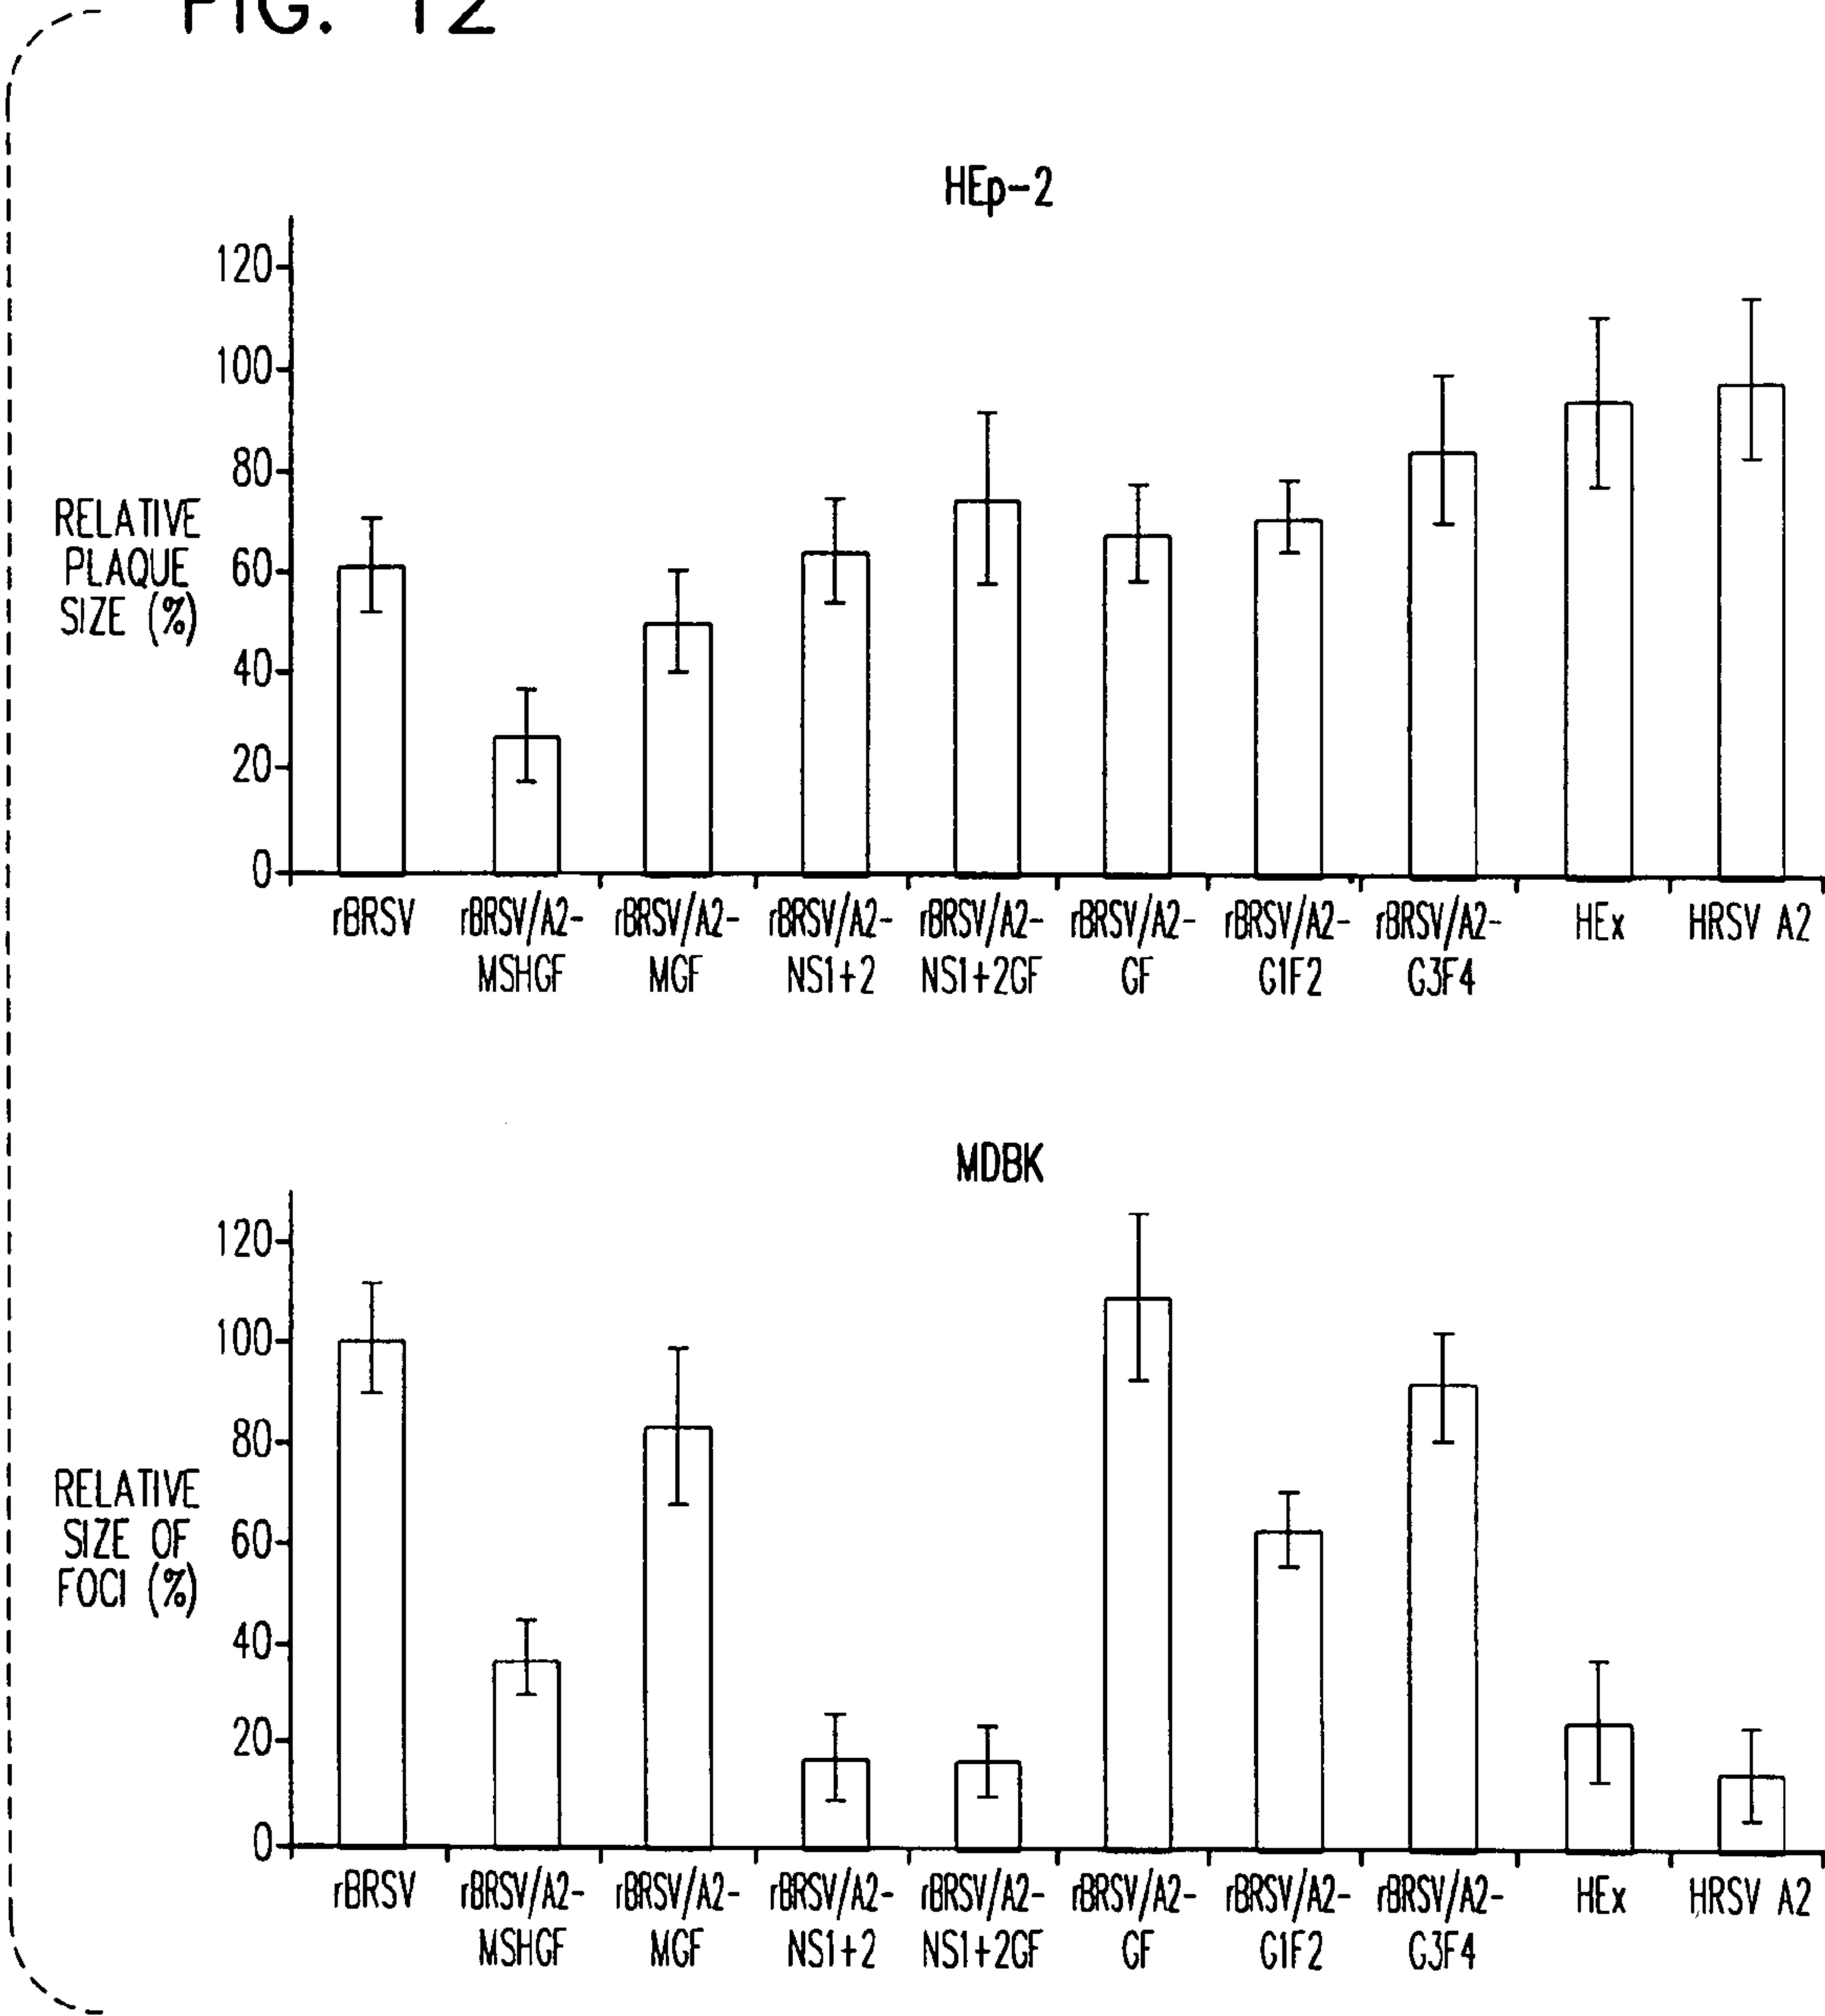 FIG. 12
HEp-2
120
100
80
60
40
20
0
RELATIVE
PLAQUE
SIZE (%)
rBRSV rBRSV/A2- rBRSV/A2- rBRSV/A2- rBRSV/A2- rBRSV/A2- rBRSV/A2- rBRSV/A2- HEx HRSV A2
MSHGF MGF NS1+2 NS1+2GF GF G1F2 G3F4
MDBK
120
100
80
60
40
20
0
RELATIVE
SIZE OF
FOCI (%)
rBRSV rBRSV/A2- rBRSV/A2- rBRSV/A2- rBRSV/A2- rBRSV/A2- rBRSV/A2- rBRSV/A2- HEx HRSV A2
MSHGF MGF NS1+2 NS1+2GF GF G1F2 G3F4